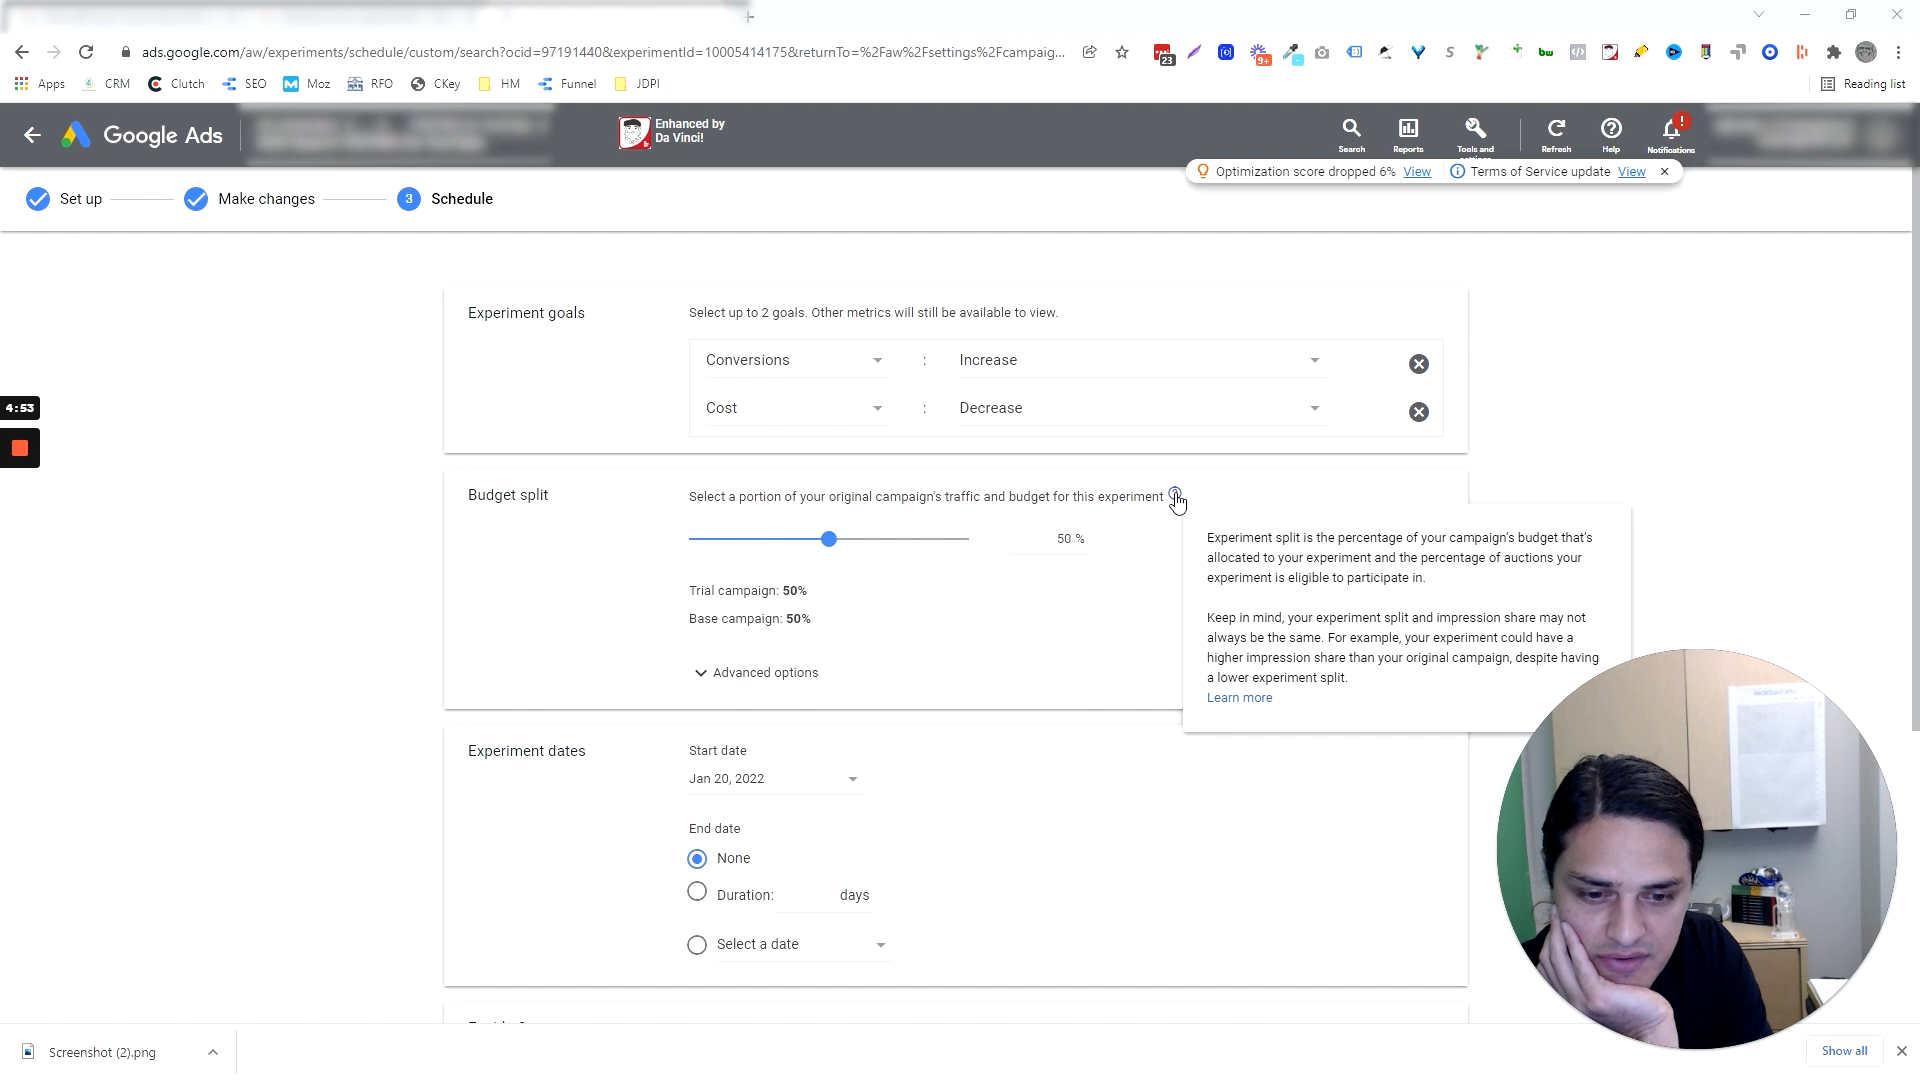 ads.google.com/aw/experiments/schedule/custom/search?ocid=97191440&experimentId=10005414175&returnTo=%2Faw%2Fsettings%2Fcampaig...
23
9+
bw
Apps
CRM
Clutch
SEO
Moz
RFO
CKey
HM
Funnel
JDPI
Reading list
Google Ads
Enhanced by
Da Vinci!
Search
Reports
Tools and
Refresh
Help
Notifications
Optimization score dropped 6% View
Terms of Service update View
Set up
Make changes
3 Schedule
Experiment goals
Select up to 2 goals. Other metrics will still be available to view.
Conversions : Increase
Cost : Decrease
4:53
Budget split
Select a portion of your original campaign's traffic and budget for this experiment
50 %
Trial campaign: 50%
Base campaign: 50%
Advanced options
Experiment split is the percentage of your campaign's budget that's
allocated to your experiment and the percentage of auctions your
experiment is eligible to participate in.
Keep in mind, your experiment split and impression share may not
always be the same. For example, your experiment could have a
higher impression share than your original campaign, despite having
a lower experiment split.
Learn more
Experiment dates
Start date
Jan 20, 2022
End date
None
Duration: days
Select a date
Screenshot (2).png
Show all